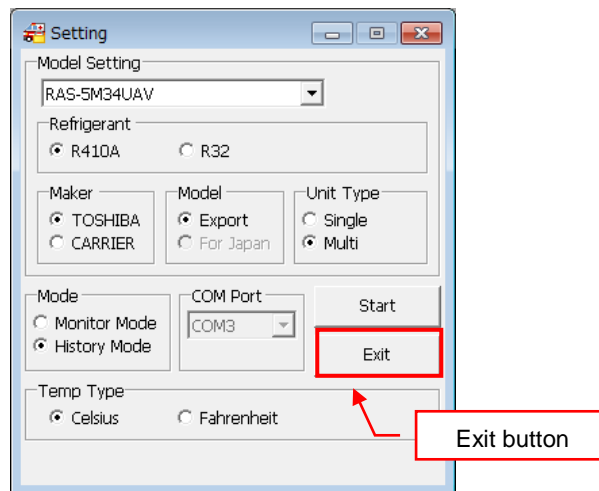 Setting
Model Setting
RAS-5M34UAV
Refrigerant
R410A R32
Maker Model Unit Type
TOSHIBA Export Single
CARRIER For Japan Multi
Mode COM Port
Start
Monitor Mode COM3
History Mode Exit
Temp Type
Celsius Fahrenheit
Exit button